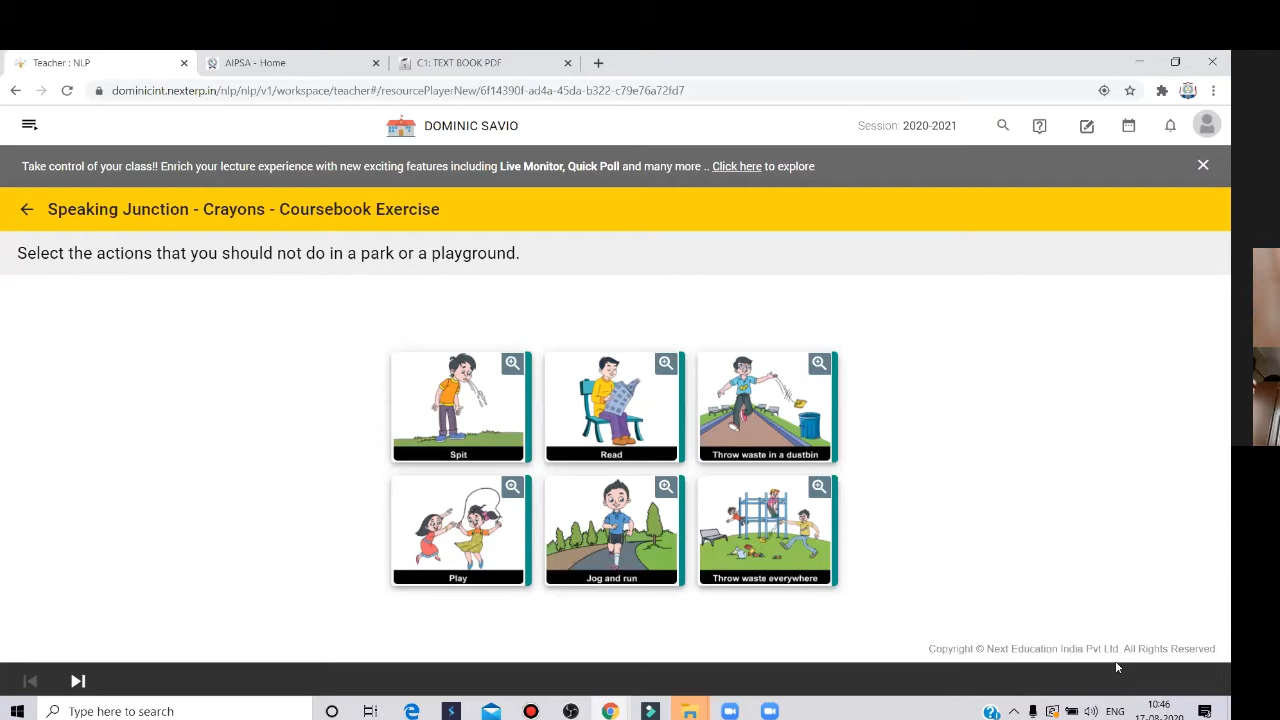 Teacher : NLP
AIPSA - Home
C1: TEXT BOOK PDF
dominicint.nexterp.in/nlp/nlp/v1/workspace/teacher#/resourcePlayerNew/6f14390f-ad4a-45da-b322-c79e76a72fd7
DOMINIC SAVIO
Session: 2020-2021
Take control of your class!! Enrich your lecture experience with new exciting features including Live Monitor, Quick Poll and many more .. Click here to explore
Speaking Junction - Crayons - Coursebook Exercise
Select the actions that you should not do in a park or a playground.
Spit
Read
Throw waste in a dustbin
Play
Jog and run
Throw waste everywhere
Copyright © Next Education India Pvt Ltd. All Rights Reserved.
Type here to search
ENG
10:46
17-08-2020